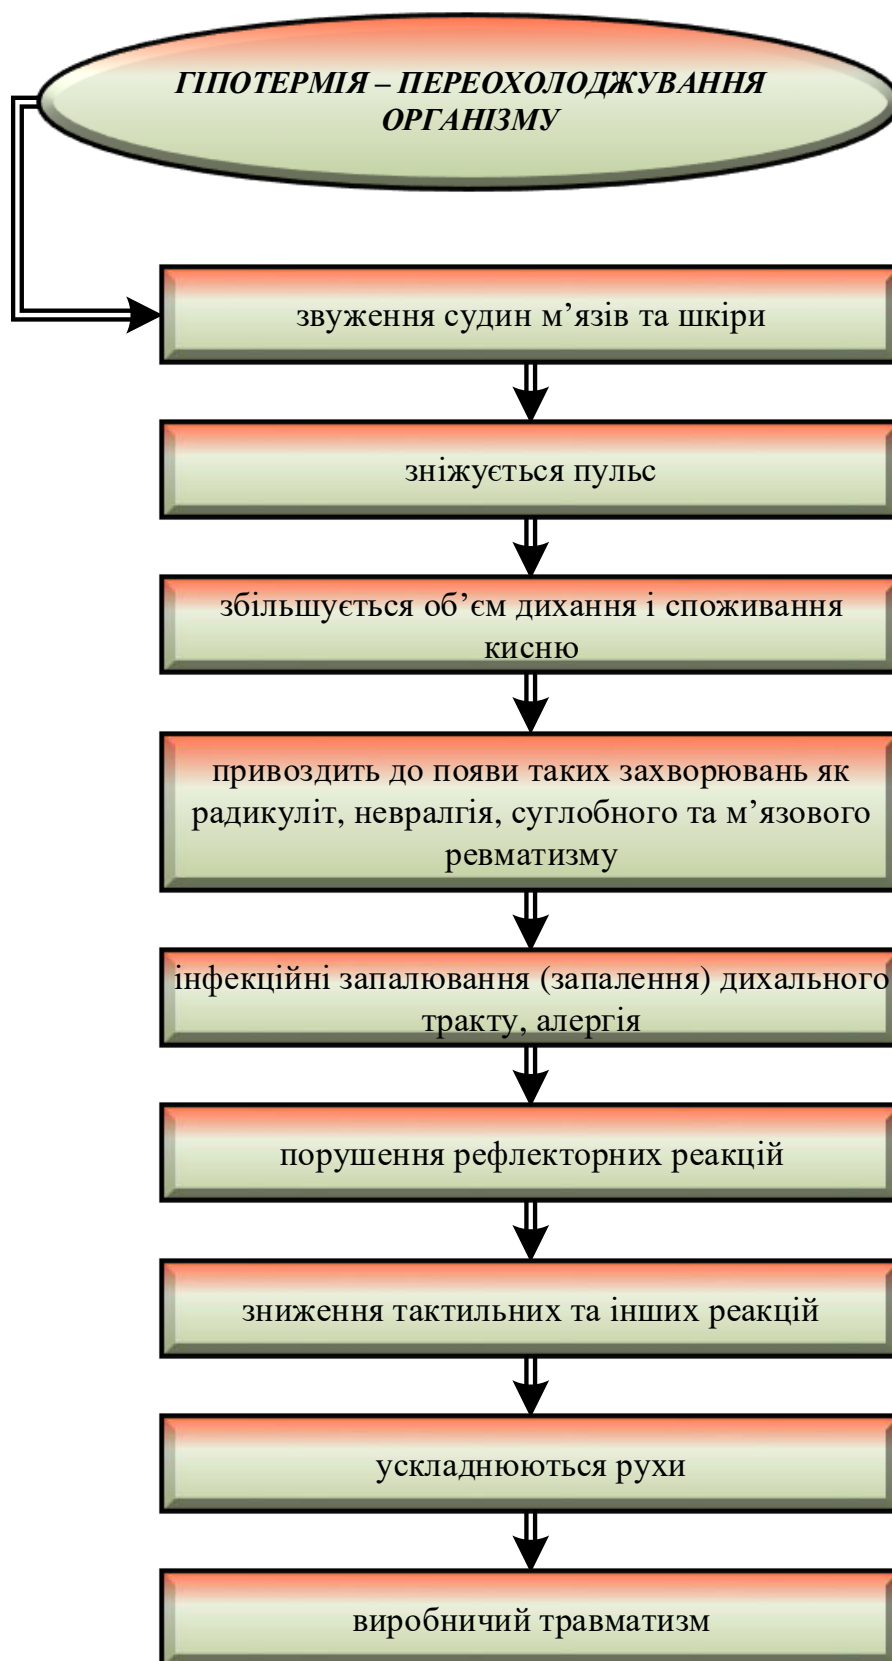 ГІПОТЕРМІЯ – ПЕРЕОХОЛОДЖУВАННЯ
ОРГАНІЗМУ
звуження судин м’язів та шкіри
зніжується пульс
збільшується об’єм дихання і споживання
кисню
привоздить до появи таких захворювань як
радикуліт, невралгія, суглобного та м’язового
ревматизму
інфекційні запалювання (запалення) дихального
тракту, алергія
порушення рефлекторних реакцій
зниження тактильних та інших реакцій
ускладнюються рухи
виробничий травматизм